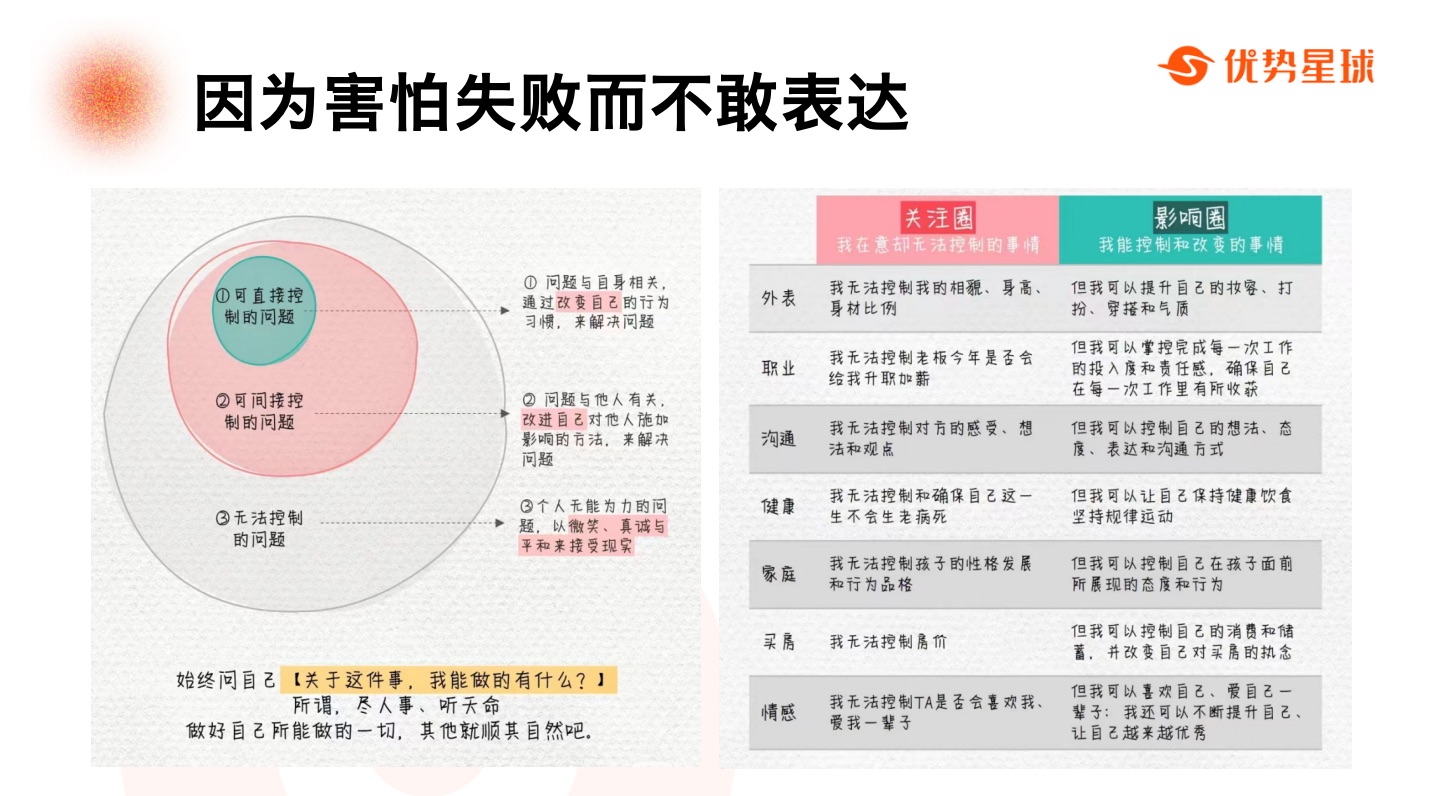 因为害怕失败而不敢表达
优势星球
①可直接控
制的问题
②可间接控
制的问题
③无法控制
的问题
① 问题与自身相关，
通过改变自己的行为
习惯，来解决问题
② 问题与他人有关，
改进自己对他人施加
影响的方法，来解决
问题
③个人无能为力的问
题，以微笑、真诚与
平和来接受现实
始终问自己【关于这件事，我能做的有什么？】
所谓，尽人事、听天命
做好自己所能做的一切，其他就顺其自然吧。
关注圈
我在意却无法控制的事情
影响圈
我能控制和改变的事情
外表
我无法控制我的相貌、身高、
身材比例
但我可以提升自己的妆容、打
扮、穿搭和气质
职业
我无法控制老板今年是否会
给我升职加薪
但我可以掌控完成每一次工作
的投入度和责任感，确保自己
在每一次工作里有所收获
沟通
我无法控制对方的感受、想
法和观点
但我可以控制自己的想法、态
度、表达和沟通方式
健康
我无法控制和确保自己这一
生不会生老病死
但我可以让自己保持健康饮食
坚持规律运动
家庭
我无法控制孩子的性格发展
和行为品格
但我可以控制自己在孩子面前
所展现的态度和行为
买房
我无法控制房价
但我可以控制自己的消费和储
蓄，并改变自己对买房的执念
情感
我无法控制TA是否会喜欢我、
爱我一辈子
但我可以喜欢自己、爱自己一
辈子；我还可以不断提升自己、
让自己越来越优秀